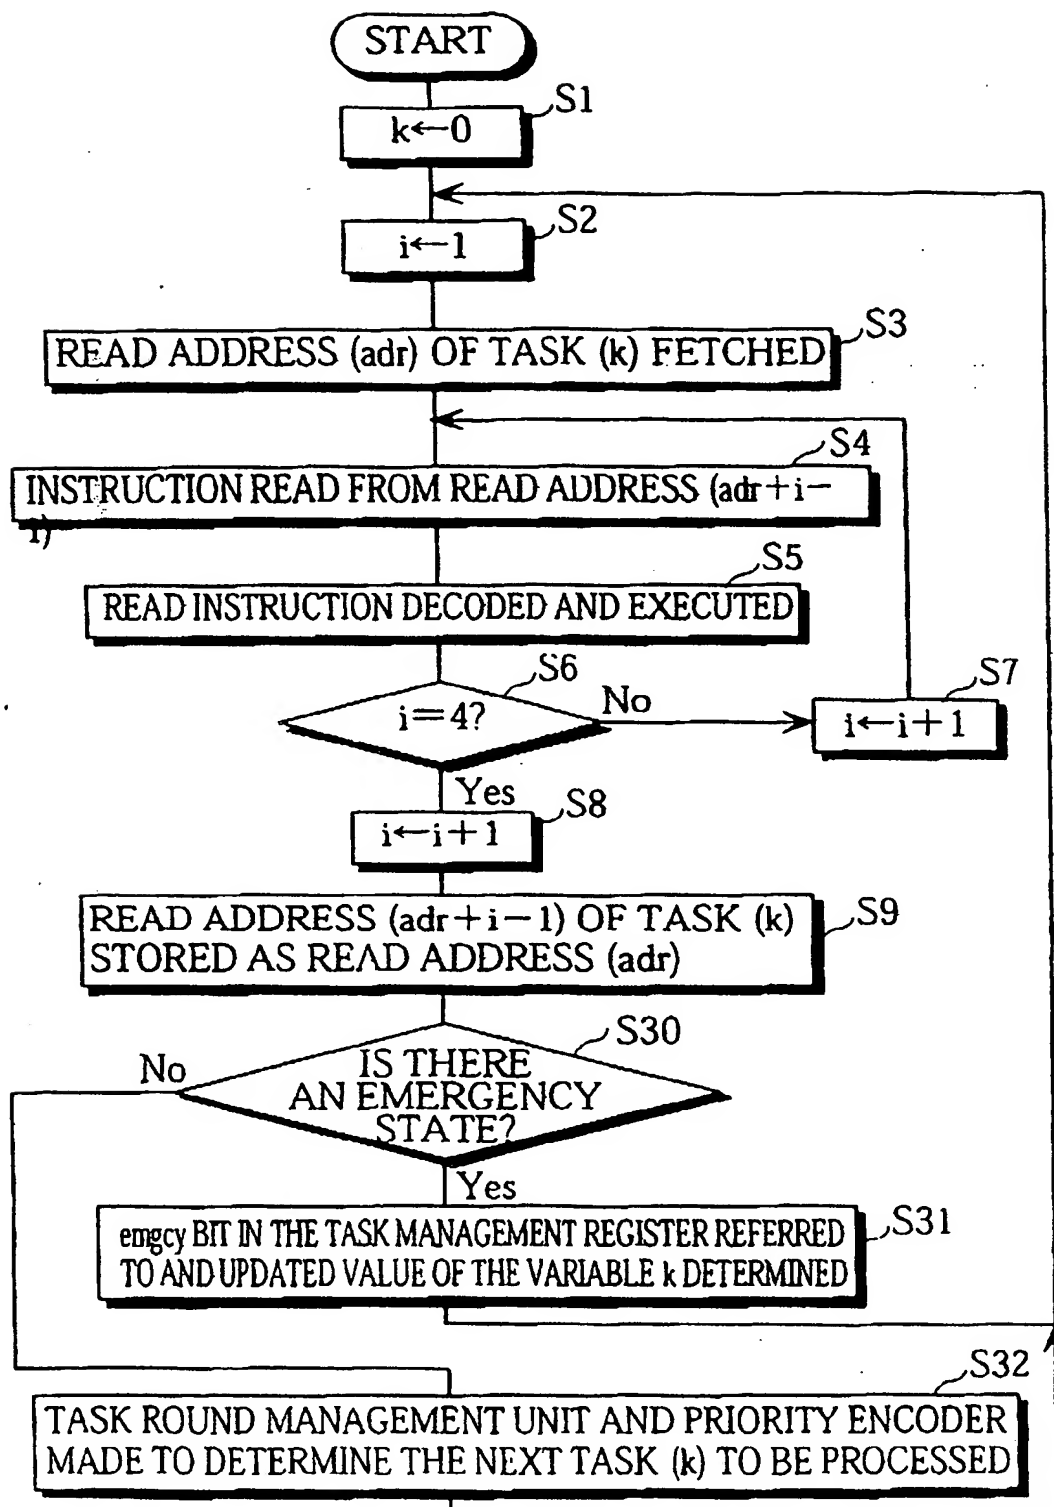 START
S1
k←0
S2
i←1
S3
READ ADDRESS (adr) OF TASK (k) FETCHED
S4
INSTRUCTION READ FROM READ ADDRESS (adr+i−
1)
S5
READ INSTRUCTION DECODED AND EXECUTED
S6
i=4?
No
S7
i←i+1
Yes
S8
i←i+1
S9
READ ADDRESS (adr+i−1) OF TASK (k)
STORED AS READ ADDRESS (adr)
S30
No
IS THERE
AN EMERGENCY
STATE?
Yes
S31
emgcy BIT IN THE TASK MANAGEMENT REGISTER REFERRED
TO AND UPDATED VALUE OF THE VARIABLE k DETERMINED
S32
TASK ROUND MANAGEMENT UNIT AND PRIORITY ENCODER
MADE TO DETERMINE THE NEXT TASK (k) TO BE PROCESSED